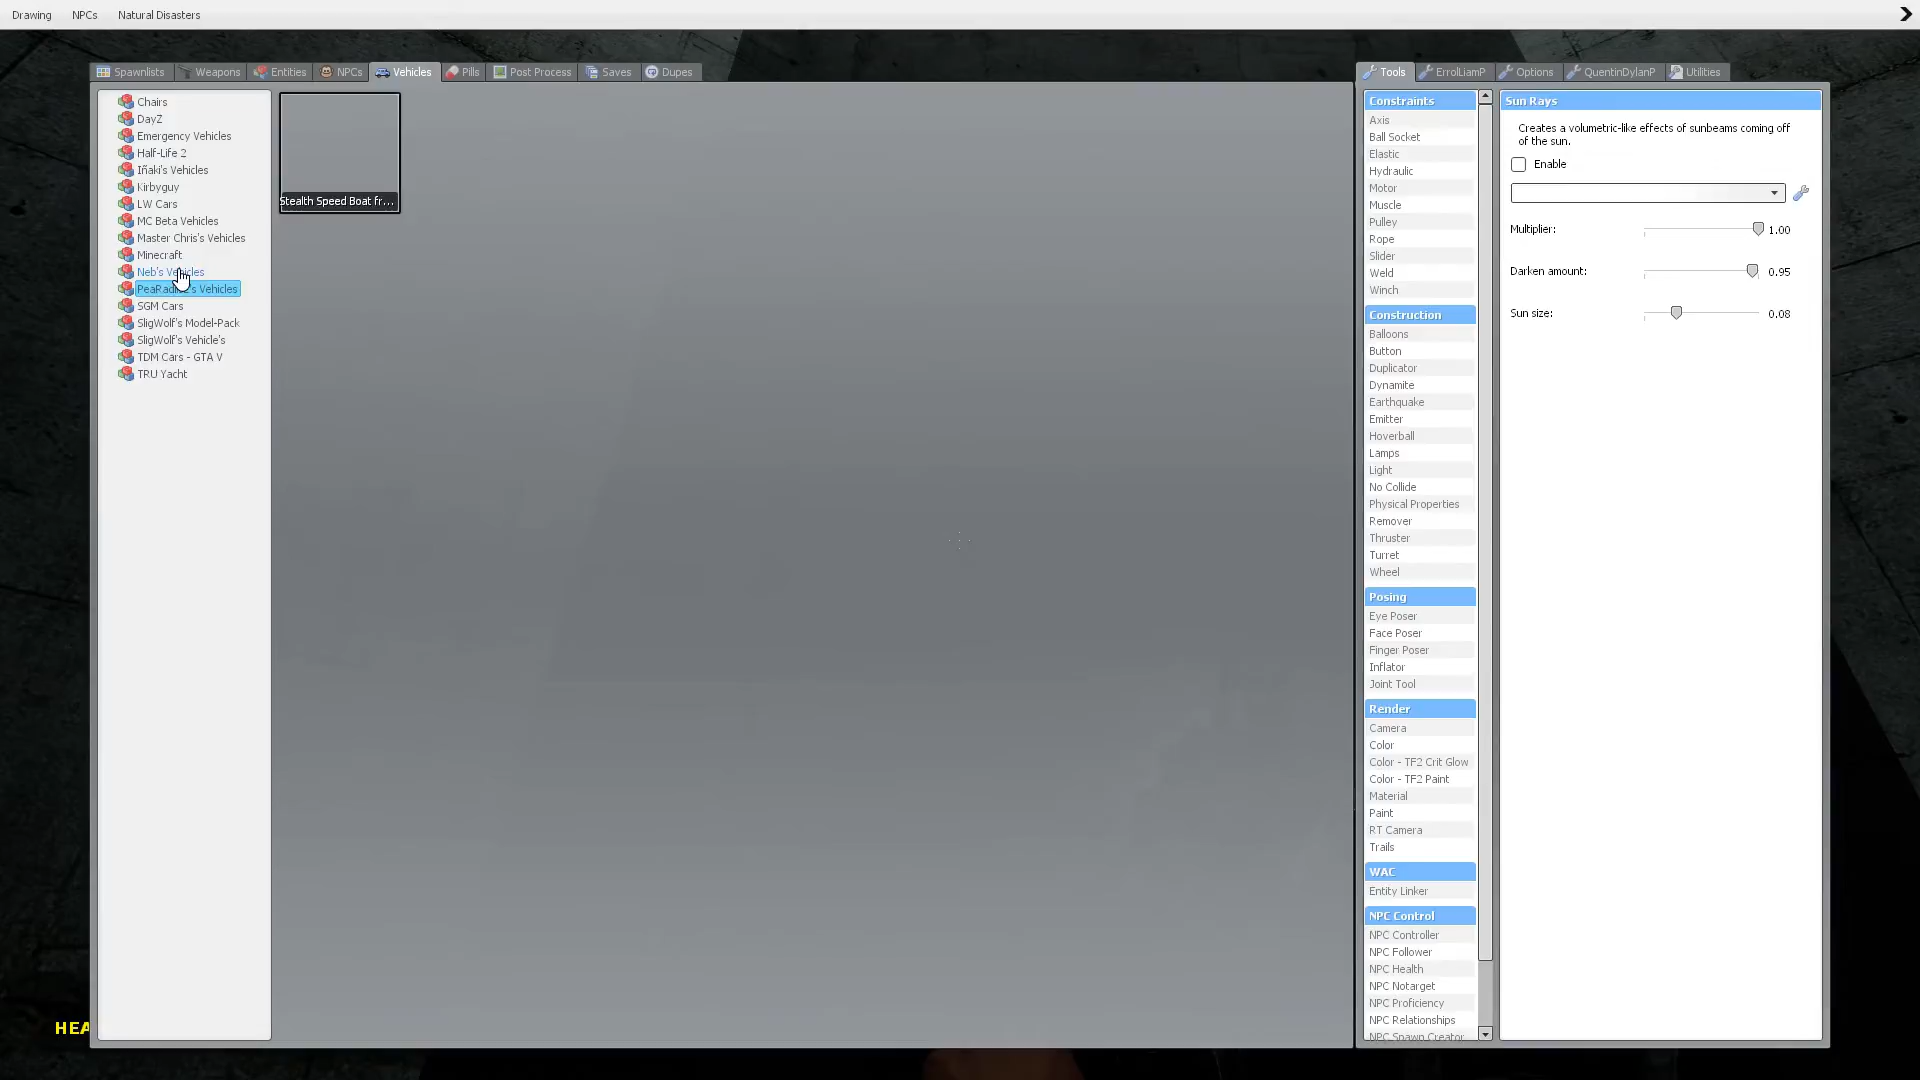 Drawing NPCs Natural Disasters
Spawnlists Weapons Entities NPCs Vehicles Pills Post Process Saves Dupes
Chairs
DayZ
Emergency Vehicles
Half-Life 2
Iñaki's Vehicles
Kirbyguy
LW Cars
MC Beta Vehicles
Master Chris's Vehicles
Minecraft
Neb's Vehicles
Vehicles
SGM Cars
SligWolf's Model-Pack
SligWolf's Vehicle's
TDM Cars - GTA V
TRU Yacht
Stealth Speed Boat fr...
HEA
Tools ErrolLiamP Options QuentinDylanP Utilities
Constraints
Axis
Ball Socket
Elastic
Hydraulic
Motor
Muscle
Pulley
Rope
Slider
Weld
Winch
Construction
Balloons
Button
Duplicator
Dynamite
Earthquake
Emitter
Hoverball
Lamps
Light
No Collide
Physical Properties
Remover
Thruster
Turret
Wheel
Posing
Eye Poser
Face Poser
Finger Poser
Inflator
Joint Tool
Render
Camera
Color
Color - TF2 Crit Glow
Color - TF2 Paint
Material
Paint
RT Camera
Trails
WAC
Entity Linker
NPC Control
NPC Controller
NPC Follower
NPC Health
NPC Notarget
NPC Proficiency
NPC Relationships
NPC Spawn Creator
Sun Rays
Creates a volumetric-like effects of sunbeams coming off
of the sun.
Enable
Multiplier: 1.00
Darken amount: 0.95
Sun size: 0.08